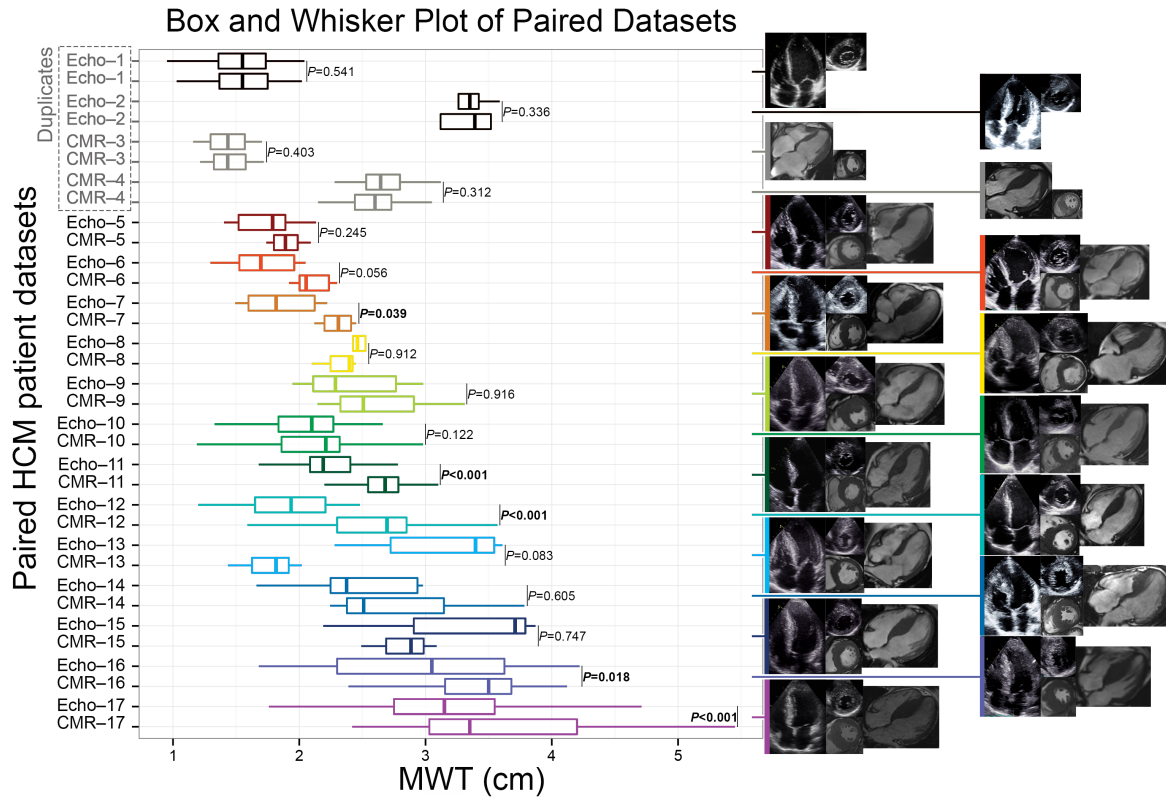 Box and Whisker Plot of Paired Datasets
Paired HCM patient datasets
Duplicates
Echo–1
Echo–1
P=0.541
Echo–2
Echo–2
P=0.336
CMR–3
CMR–3
P=0.403
CMR–4
CMR–4
P=0.312
Echo–5
CMR–5
P=0.245
Echo–6
CMR–6
P=0.056
Echo–7
CMR–7
P=0.039
Echo–8
CMR–8
P=0.912
Echo–9
CMR–9
P=0.916
Echo–10
CMR–10
P=0.122
Echo–11
CMR–11
P<0.001
Echo–12
CMR–12
P<0.001
Echo–13
CMR–13
P=0.083
Echo–14
CMR–14
P=0.605
Echo–15
CMR–15
P=0.747
Echo–16
CMR–16
P=0.018
Echo–17
CMR–17
P<0.001
1 2 3 4 5
MWT (cm)